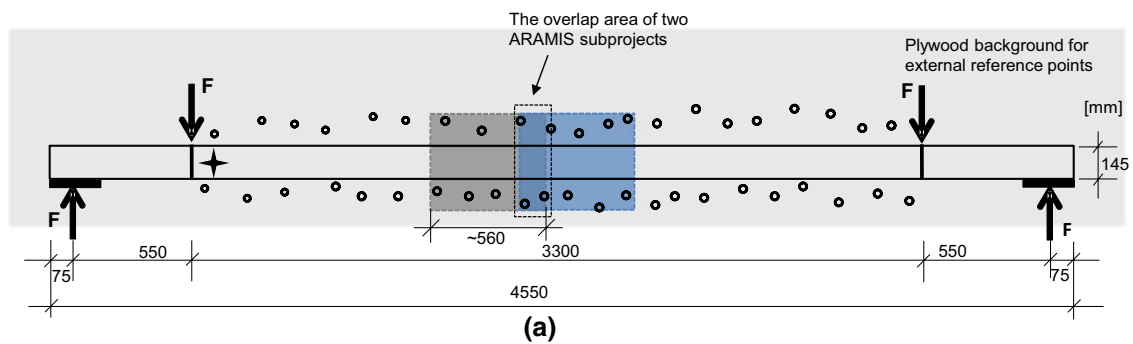 The overlap area of two
ARAMIS subprojects
Plywood background for
external reference points
F
F
[mm]
145
F
F
~560
550
3300
550
75
75
4550
(a)